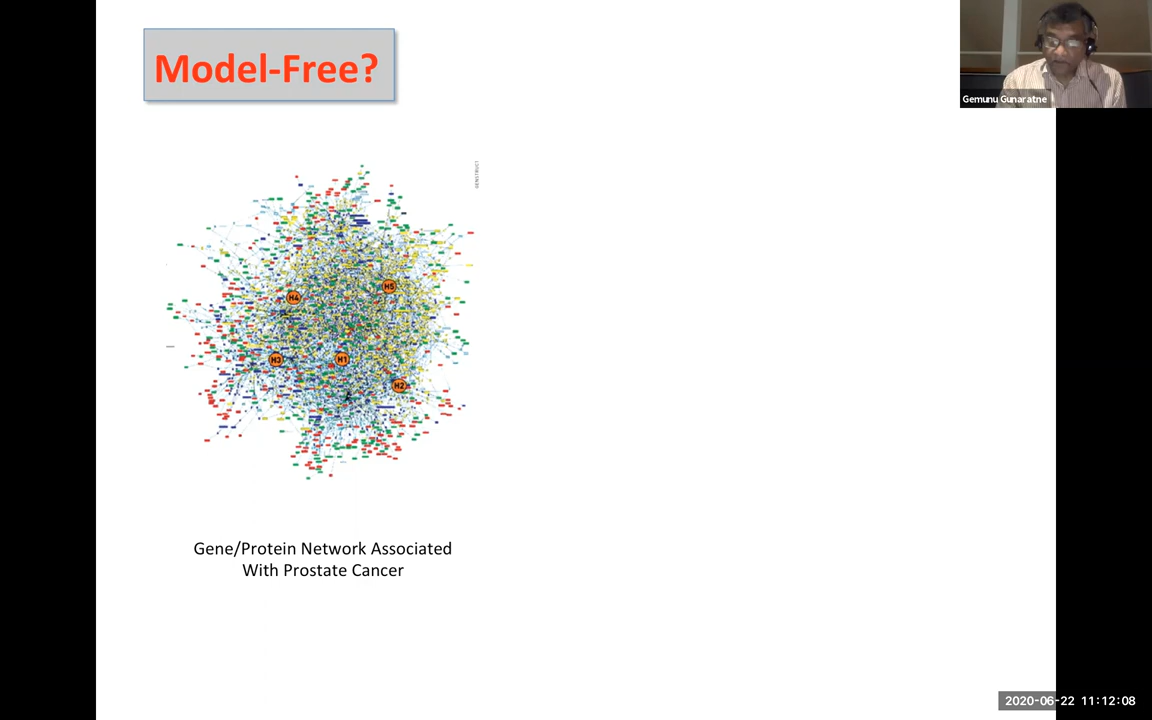 Model-Free?
Gemunu Gunaratne
GENSTRUCT
H5
H4
H3
H1
H2
Gene/Protein Network Associated
With Prostate Cancer
2020-06-22 11:12:08